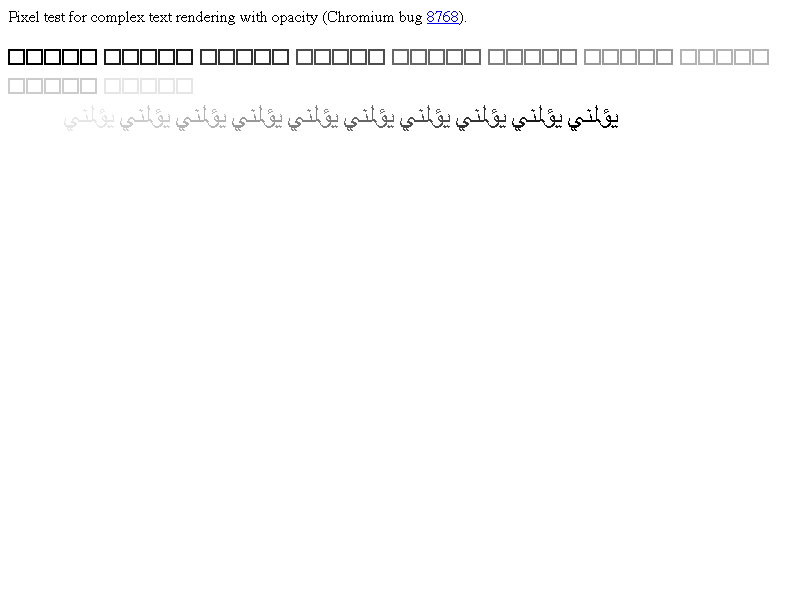 Pixel test for complex text rendering with opacity (Chromium bug 8768).
□□□□□ □□□□□ □□□□□ □□□□□ □□□□□ □□□□□ □□□□□ □□□□□
□□□□□ □□□□□
يؤلني يؤلني يؤلني يؤلني يؤلني يؤلني يؤلني يؤلني يؤلني يؤلني